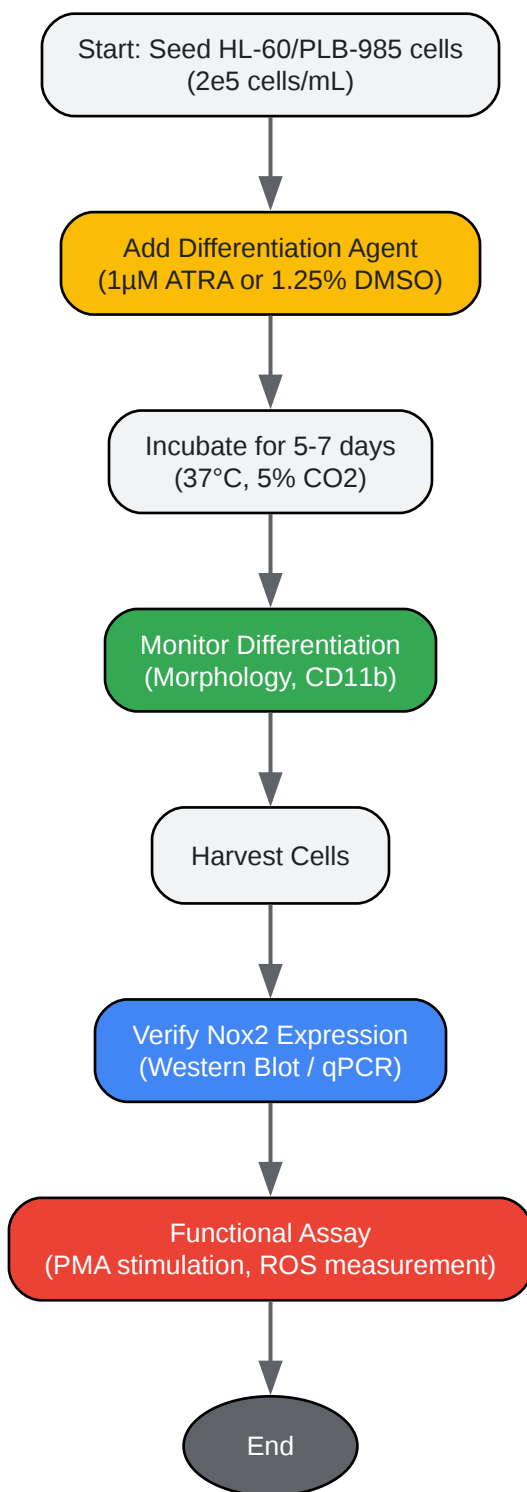 Start: Seed HL-60/PLB-985 cells
(2e5 cells/mL)
Add Differentiation Agent
(1µM ATRA or 1.25% DMSO)
Incubate for 5-7 days
(37°C, 5% CO2)
Monitor Differentiation
(Morphology, CD11b)
Harvest Cells
Verify Nox2 Expression
(Western Blot / qPCR)
Functional Assay
(PMA stimulation, ROS measurement)
End